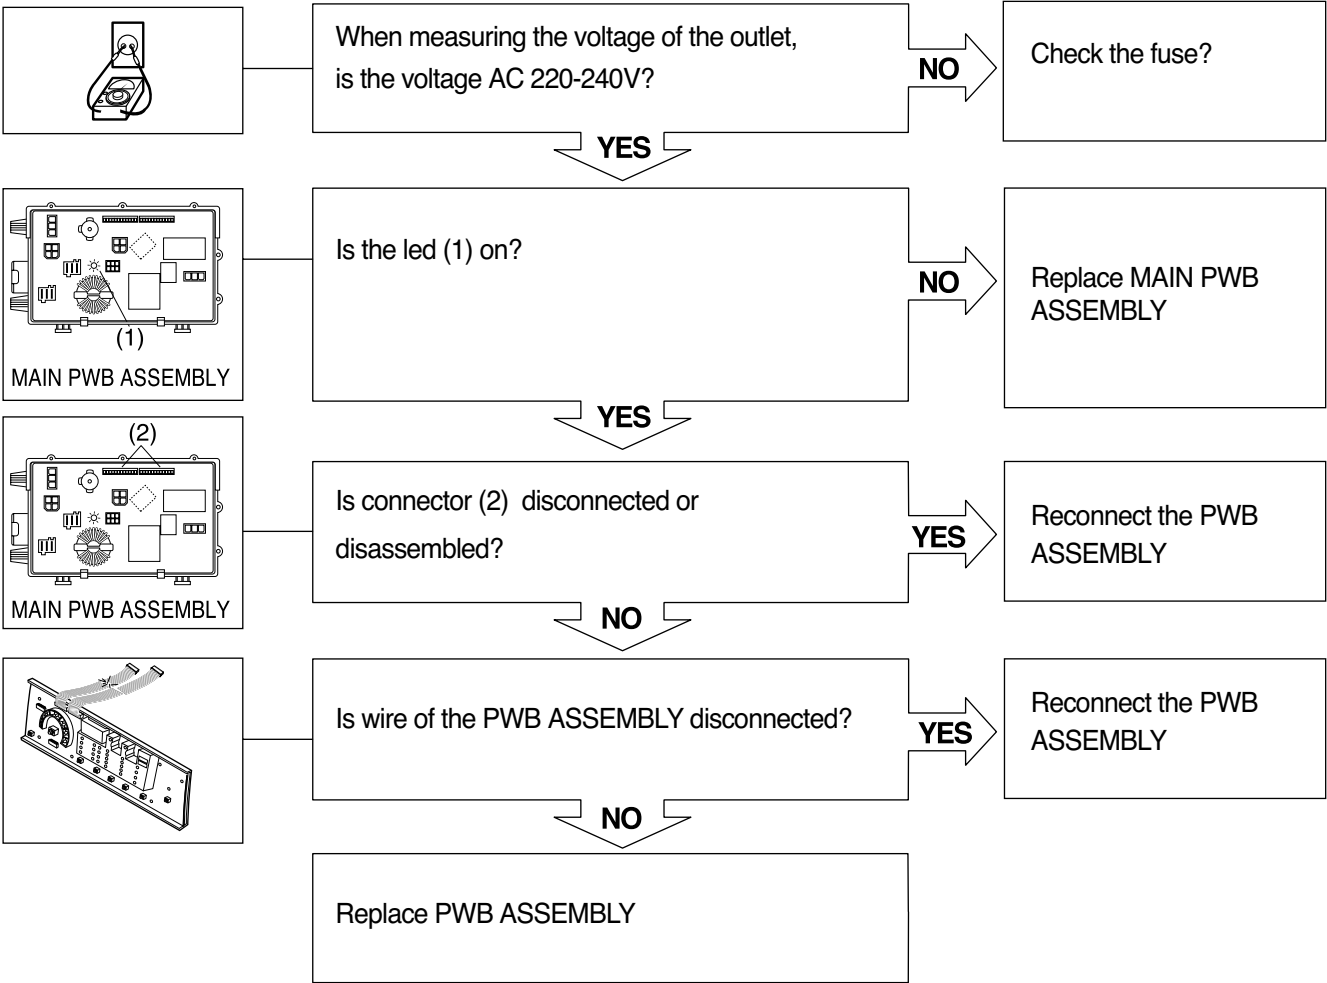 When measuring the voltage of the outlet,
is the voltage AC 220-240V?
NO
Check the fuse?
YES
(1)
MAIN PWB ASSEMBLY
Is the led (1) on?
NO
Replace MAIN PWB
ASSEMBLY
YES
(2)
MAIN PWB ASSEMBLY
Is connector (2) disconnected or
disassembled?
YES
Reconnect the PWB
ASSEMBLY
NO
Is wire of the PWB ASSEMBLY disconnected?
YES
Reconnect the PWB
ASSEMBLY
NO
Replace PWB ASSEMBLY